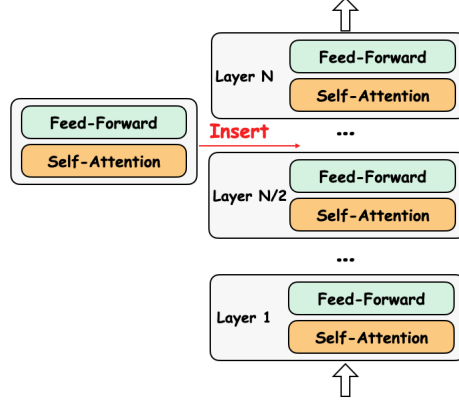 Feed-Forward
Layer N
Self-Attention
Feed-Forward
Self-Attention
Insert
...
Feed-Forward
Layer N/2
Self-Attention
...
Feed-Forward
Layer 1
Self-Attention